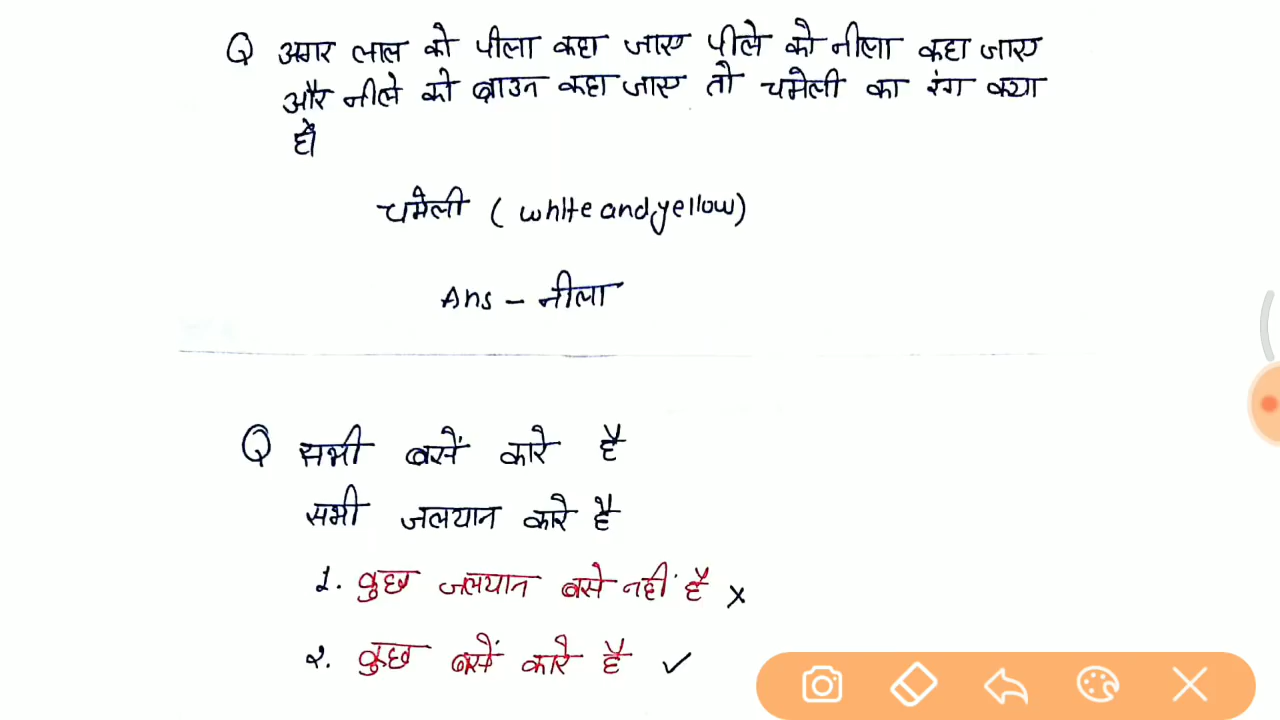 Q अगर लाल को पीला कहा जाए पीले को नीला कहा जाए
और नीले को ब्राउन कहा जाए तो चमेली का रंग क्या
है
चमेली (white and yellow)
Ans – नीला
Q सभी बसें कारे है
सभी जलयान कारे है
1. कुछ जलयान बसे नहीं है ×
२. कुछ बसें कारे है ✓